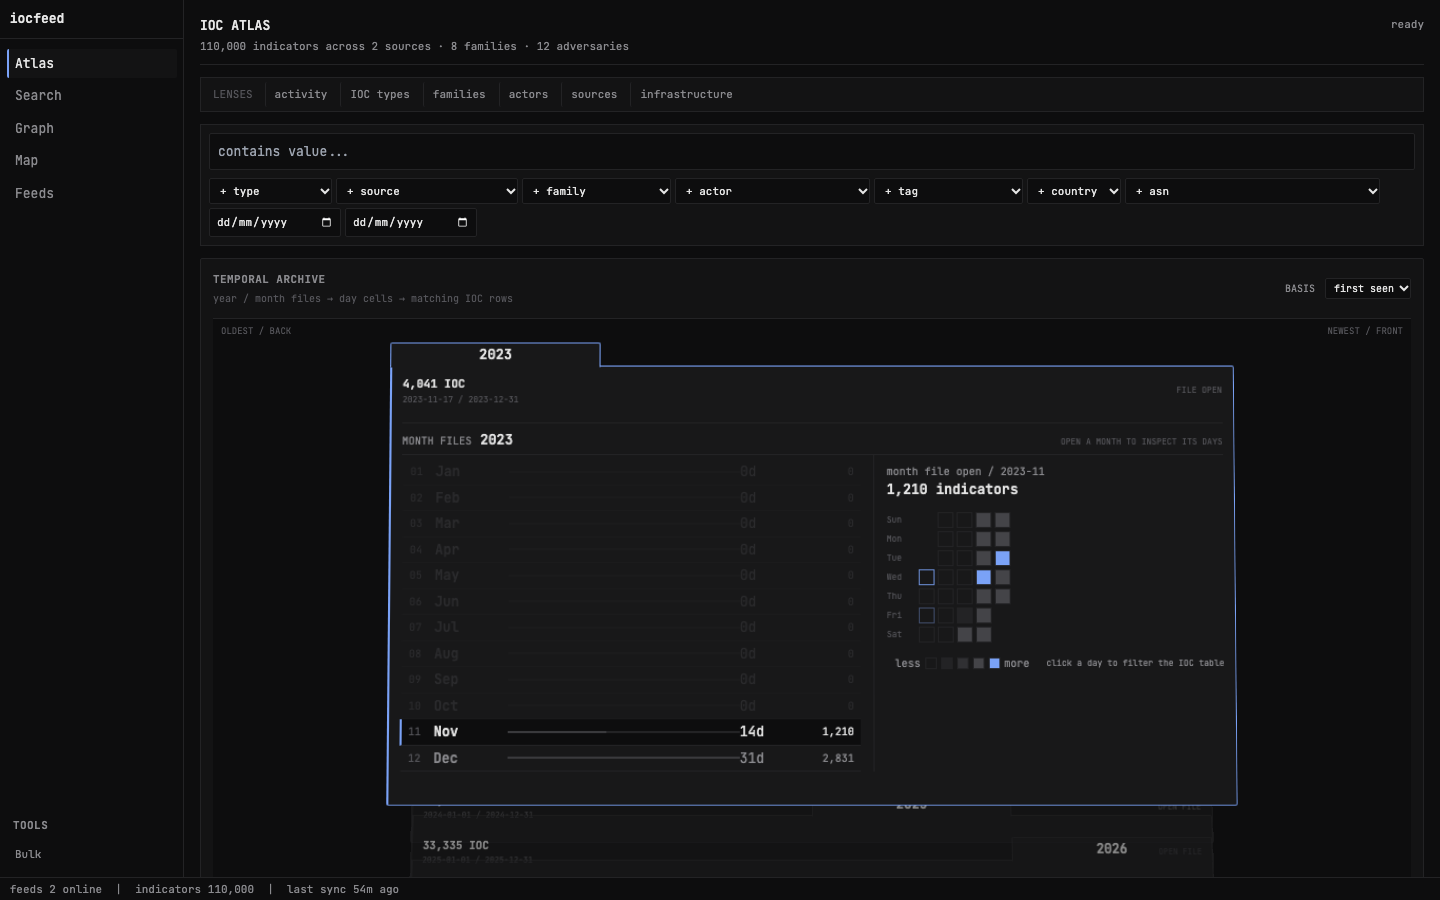 iocfeed
Atlas
Search
Graph
Map
Feeds
TOOLS
Bulk
IOC ATLAS
110,000 indicators across 2 sources · 8 families · 12 adversaries
ready
LENSES activity IOC types families actors sources infrastructure
contains value...
+ type + source + family + actor + tag + country + asn
dd/mm/yyyy dd/mm/yyyy
TEMPORAL ARCHIVE
year / month files → day cells → matching IOC rows
BASIS first seen
OLDEST / BACK NEWEST / FRONT
2023
4,041 IOC
2023-11-17 / 2023-12-31
FILE OPEN
MONTH FILES 2023
OPEN A MONTH TO INSPECT ITS DAYS
01 Jan 0d 0
02 Feb 0d 0
03 Mar 0d 0
04 Apr 0d 0
05 May 0d 0
06 Jun 0d 0
07 Jul 0d 0
08 Aug 0d 0
09 Sep 0d 0
10 Oct 0d 0
11 Nov 14d 1,210
12 Dec 31d 2,831
month file open / 2023-11
1,210 indicators
Sun
Mon
Tue
Wed
Thu
Fri
Sat
less more click a day to filter the IOC table
OPEN FILE
33,335 IOC
2026 OPEN FILE
feeds 2 online | indicators 110,000 | last sync 54m ago